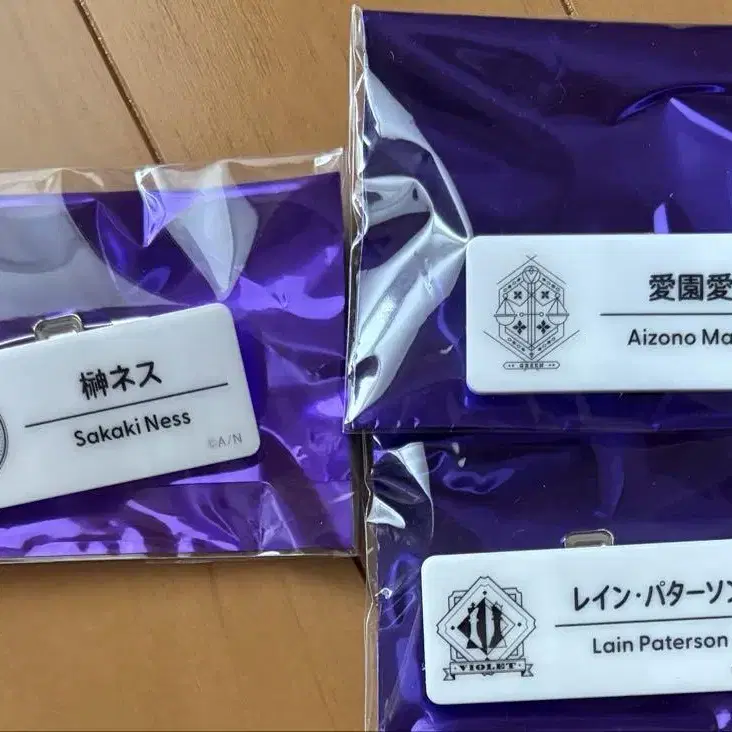 榊ネス
Sakaki Ness
©A/N
愛園愛
Aizono Ma
GREEN
レイン・パターソン
Lain Paterson
VIOLET